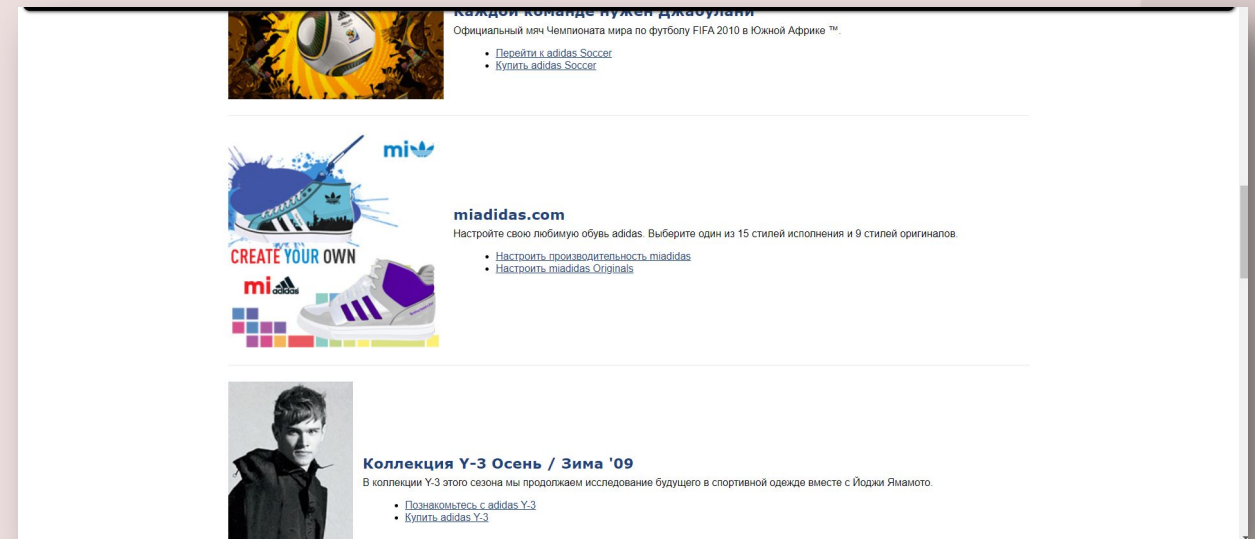 Каждой команде нужен Джабулани
Официальный мяч Чемпионата мира по футболу FIFA 2010 в Южной Африке ™.
Перейти к adidas Soccer
Купить adidas Soccer
mi
CREATE YOUR OWN
mi adidas
miadidas.com
Настройте свою любимую обувь adidas. Выберите один из 15 стилей исполнения и 9 стилей оригиналов.
Настроить производительность miadidas
Настроить miadidas Originals
Коллекция Y-3 Осень / Зима '09
В коллекции Y-3 этого сезона мы продолжаем исследование будущего в спортивной одежде вместе с Йоджи Ямамото.
Познакомьтесь с adidas Y-3
Купить adidas Y-3